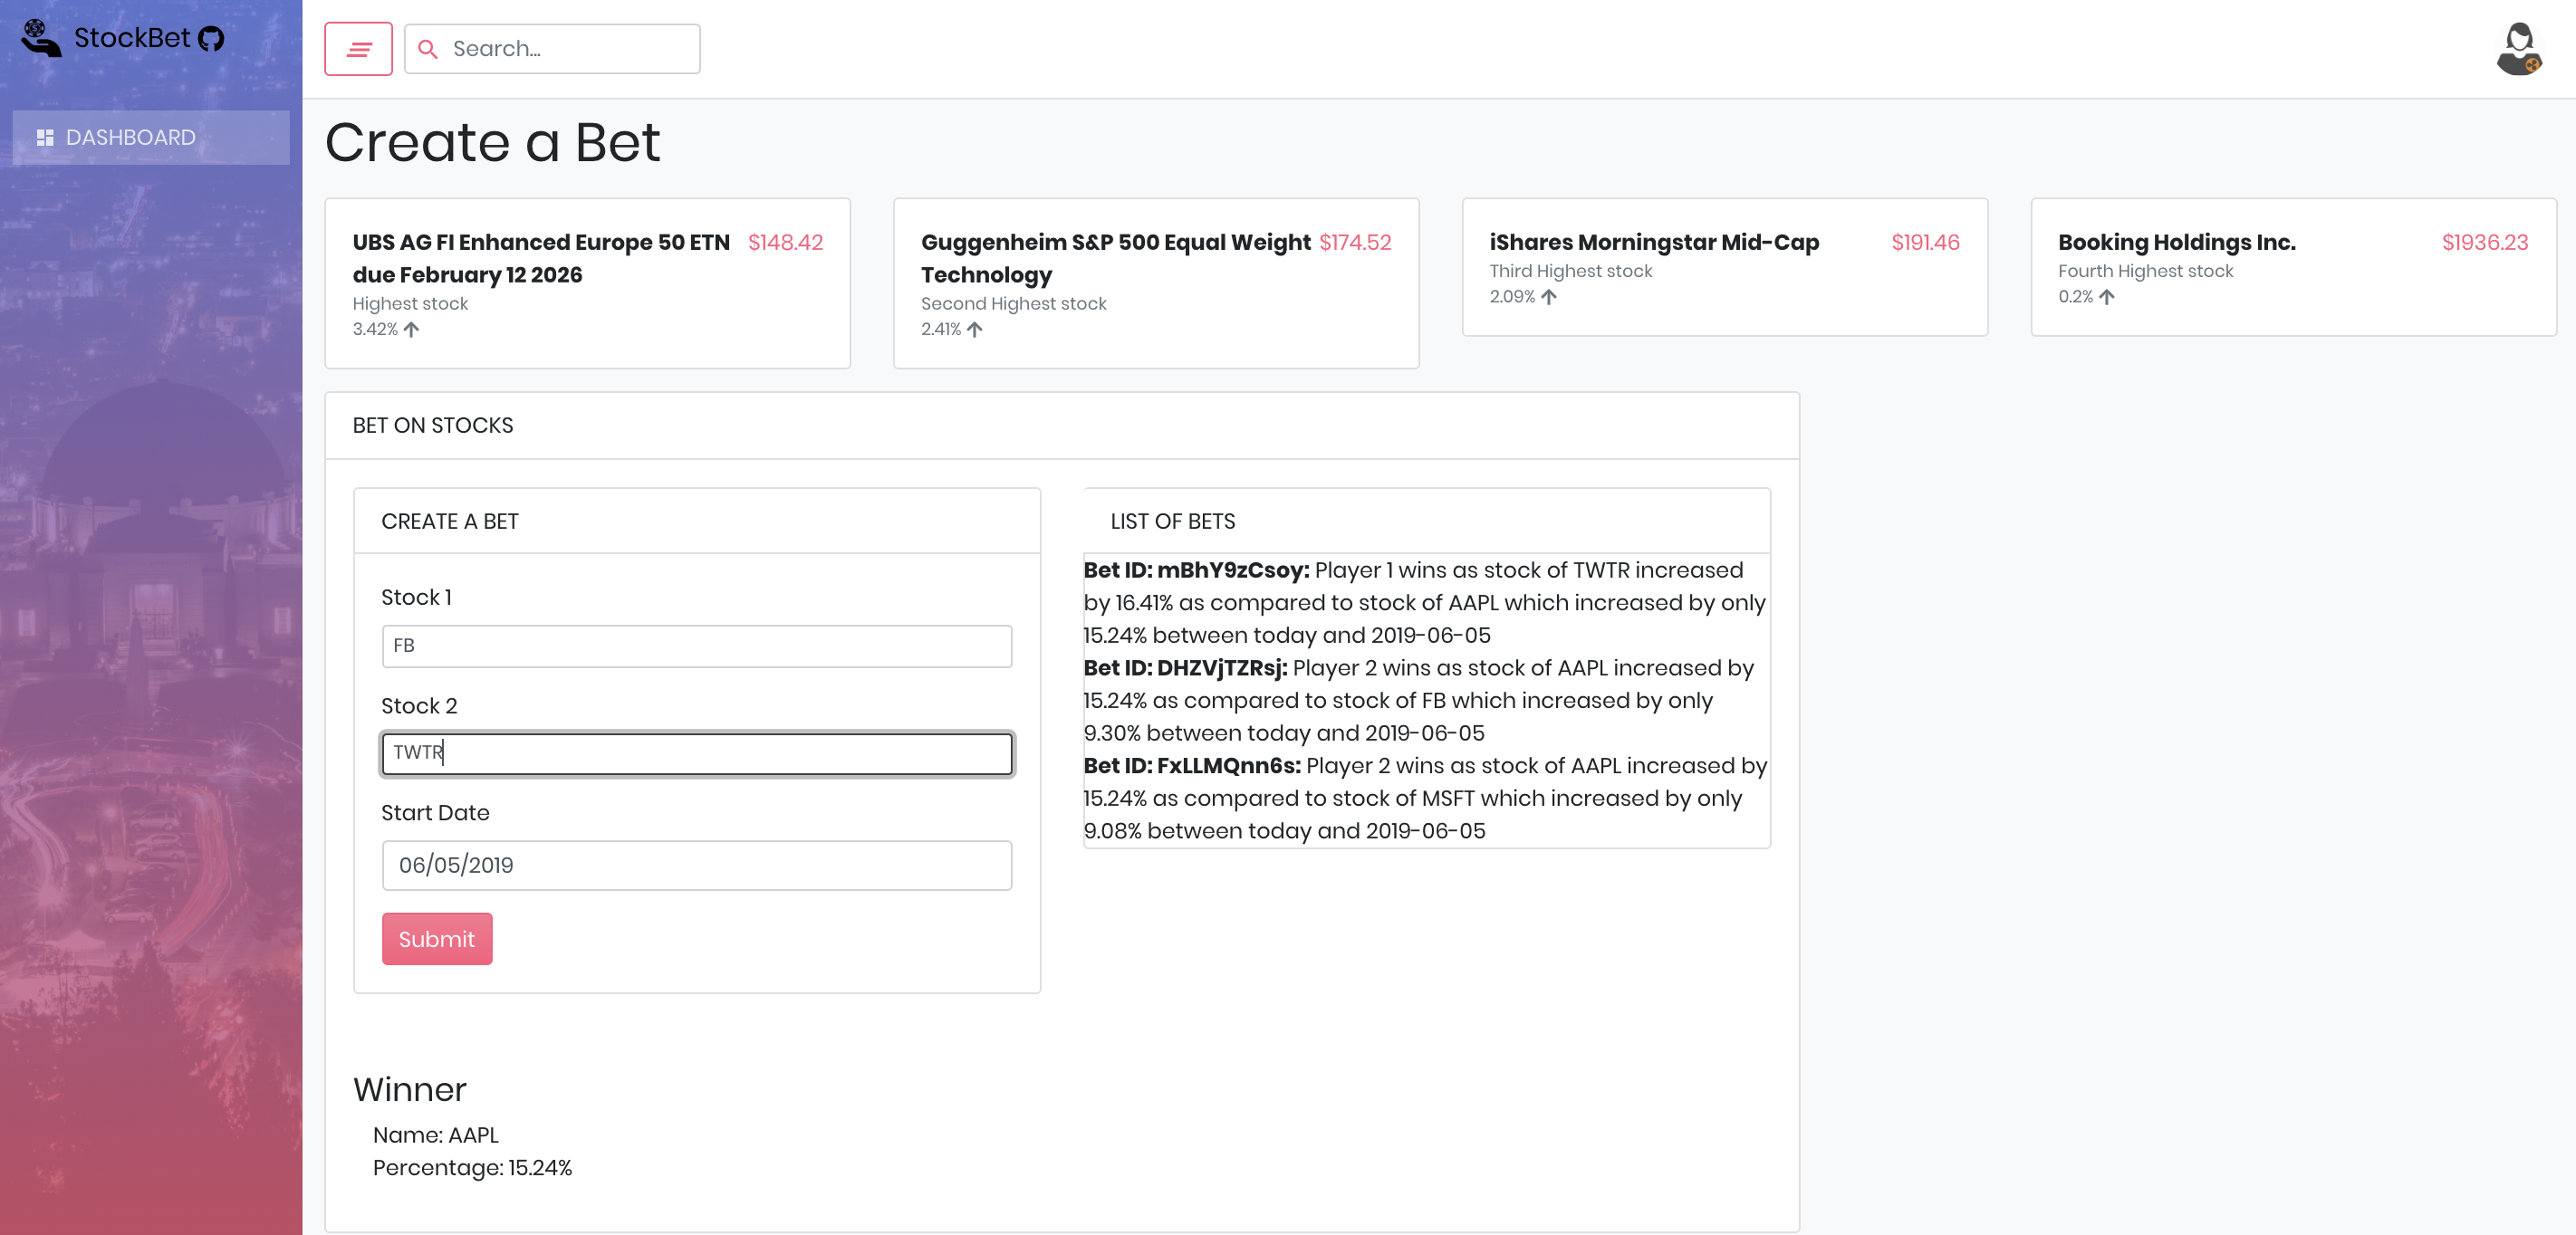 StockBet
Search...
DASHBOARD
Create a Bet
UBS AG FI Enhanced Europe 50 ETN $148.42
due February 12 2026
Highest stock
3.42%
Guggenheim S&P 500 Equal Weight $174.52
Technology
Second Highest stock
2.41%
iShares Morningstar Mid-Cap $191.46
Third Highest stock
2.09%
Booking Holdings Inc. $1936.23
Fourth Highest stock
0.2%
BET ON STOCKS
CREATE A BET
Stock 1
FB
Stock 2
TWTR
Start Date
06/05/2019
Submit
LIST OF BETS
Bet ID: mBhY9zCsoy: Player 1 wins as stock of TWTR increased
by 16.41% as compared to stock of AAPL which increased by only
15.24% between today and 2019-06-05
Bet ID: DHZVjTZRsj: Player 2 wins as stock of AAPL increased by
15.24% as compared to stock of FB which increased by only
9.30% between today and 2019-06-05
Bet ID: FxLLMQnn6s: Player 2 wins as stock of AAPL increased by
15.24% as compared to stock of MSFT which increased by only
9.08% between today and 2019-06-05
Winner
Name: AAPL
Percentage: 15.24%